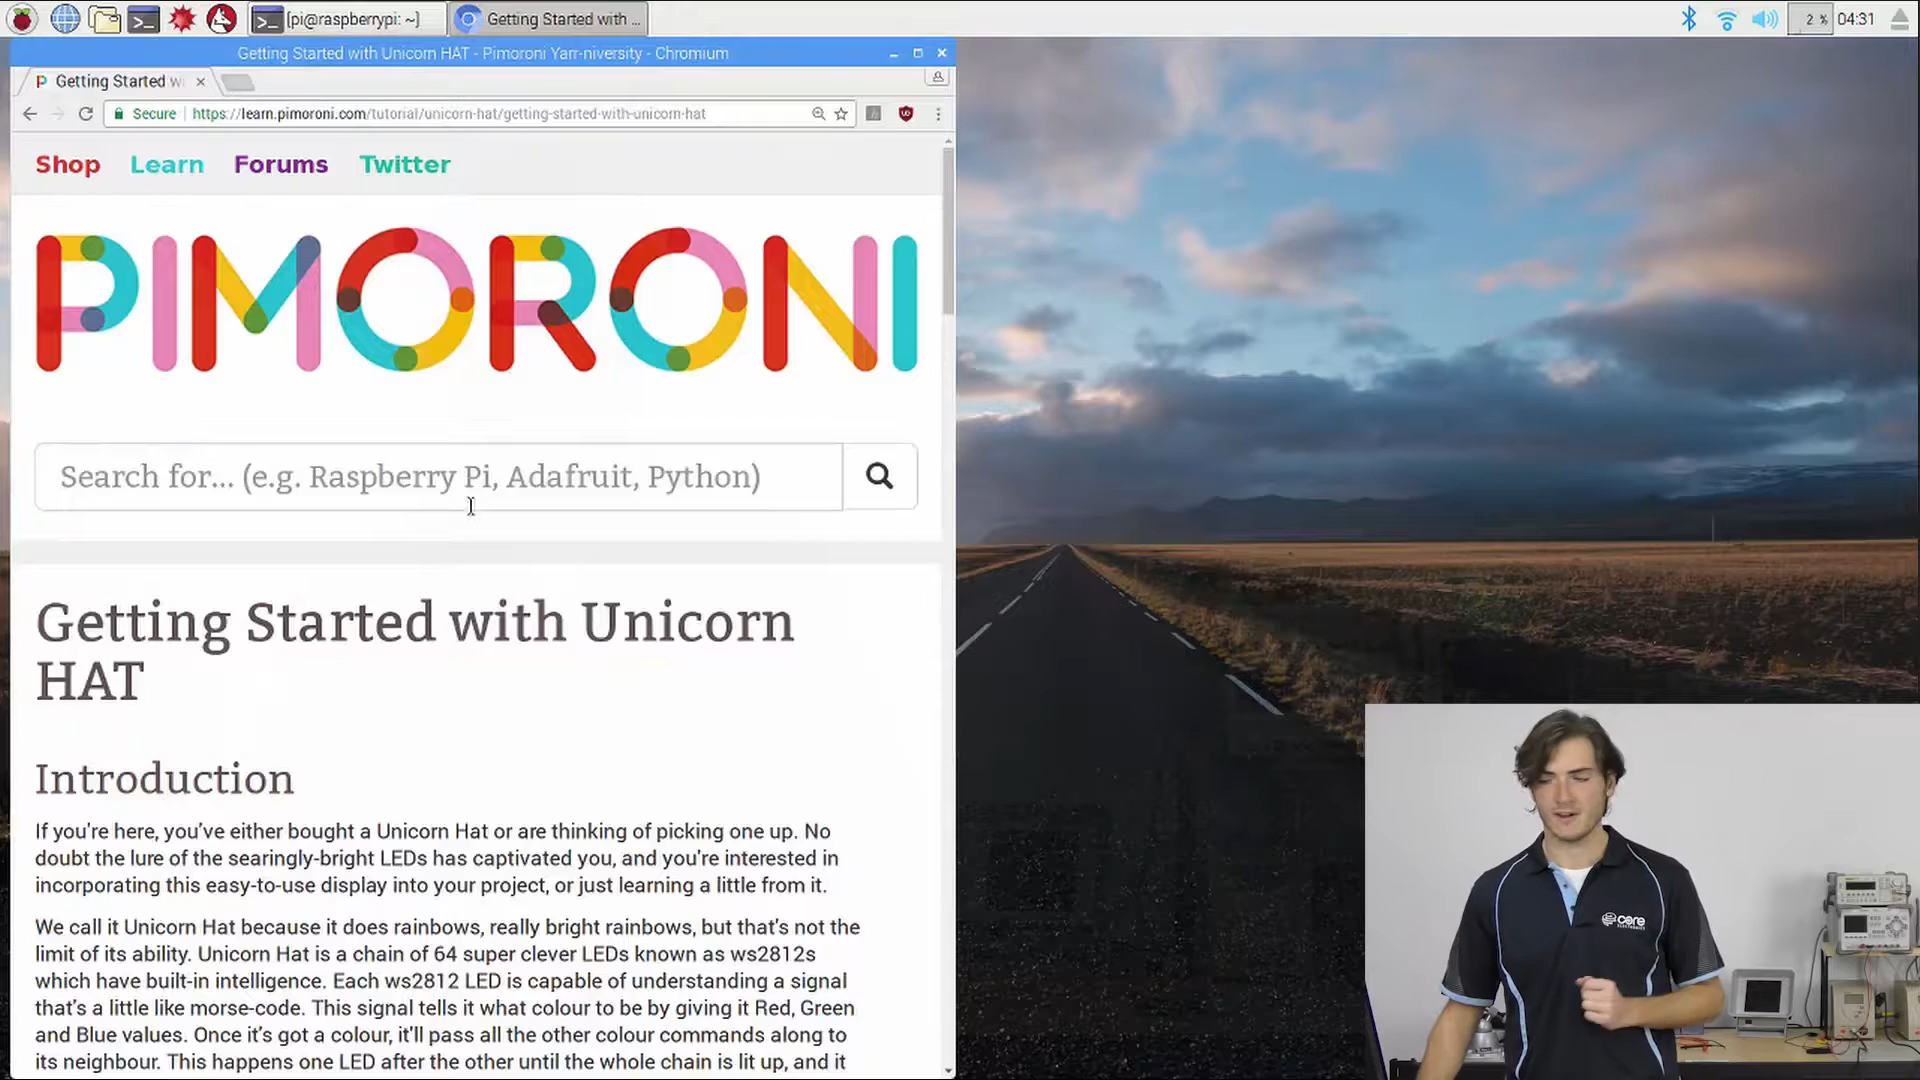 [pi@raspberrypi: ~]
Getting Started with ...
2 %
04:31
Getting Started with Unicorn HAT - Pimoroni Yarr-niversity - Chromium
Getting Started w
Secure
https://learn.pimoroni.com/tutorial/unicorn-hat/getting-started-with-unicorn-hat
Shop Learn Forums Twitter
PIMORONI
Search for... (e.g. Raspberry Pi, Adafruit, Python)
Getting Started with Unicorn
HAT
Introduction
If you're here, you've either bought a Unicorn Hat or are thinking of picking one up. No
doubt the lure of the searingly-bright LEDs has captivated you, and you're interested in
incorporating this easy-to-use display into your project, or just learning a little from it.
We call it Unicorn Hat because it does rainbows, really bright rainbows, but that's not the
limit of its ability. Unicorn Hat is a chain of 64 super clever LEDs known as ws2812s
which have built-in intelligence. Each ws2812 LED is capable of understanding a signal
that's a little like morse-code. This signal tells it what colour to be by giving it Red, Green
and Blue values. Once it's got a colour, it'll pass all the other colour commands along to
its neighbour. This happens one LED after the other until the whole chain is lit up, and it
core
ELECTRONICS